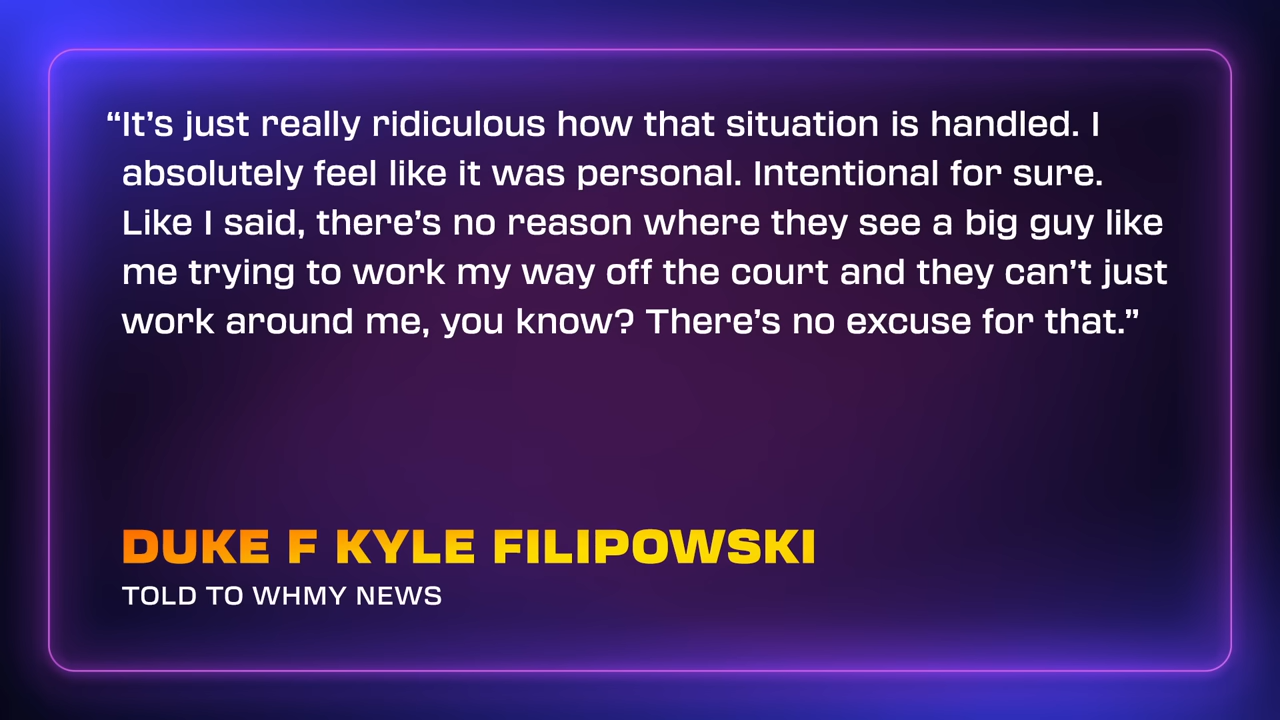 “It’s just really ridiculous how that situation is handled. I
absolutely feel like it was personal. Intentional for sure.
Like I said, there’s no reason where they see a big guy like
me trying to work my way off the court and they can’t just
work around me, you know? There’s no excuse for that.”
DUKE F KYLE FILIPOWSKI
TOLD TO WHMY NEWS